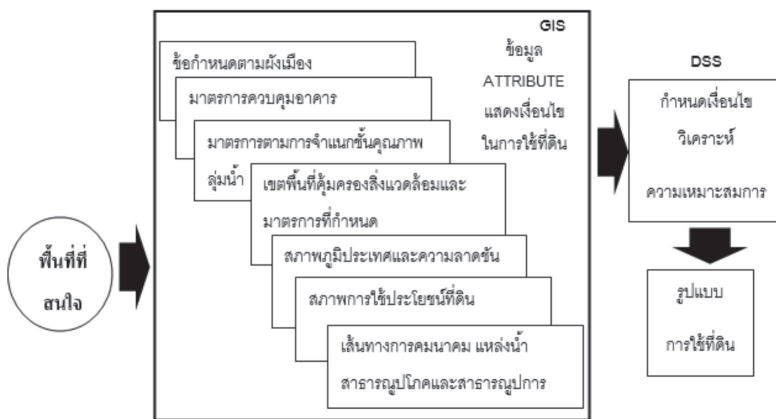 พื้นที่ที่
สนใจ
GIS
ข้อมูล
ATTRIBUTE
แสดงเงื่อนไข
ในการใช้ที่ดิน
ข้อกำหนดตามผังเมือง
มาตรการควบคุมอาคาร
มาตรการตามการจำแนกชั้นคุณภาพ
ลุ่มน้ำ
เขตพื้นที่คุ้มครองสิ่งแวดล้อมและ
มาตรการที่กำหนด
สภาพภูมิประเทศและความลาดชัน
สภาพการใช้ประโยชน์ที่ดิน
เส้นทางการคมนาคม แหล่งน้ำ
สาธารณูปโภคและสาธารณูปการ
DSS
กำหนดเงื่อนไข
วิเคราะห์
ความเหมาะสมการ
รูปแบบ
การใช้ที่ดิน